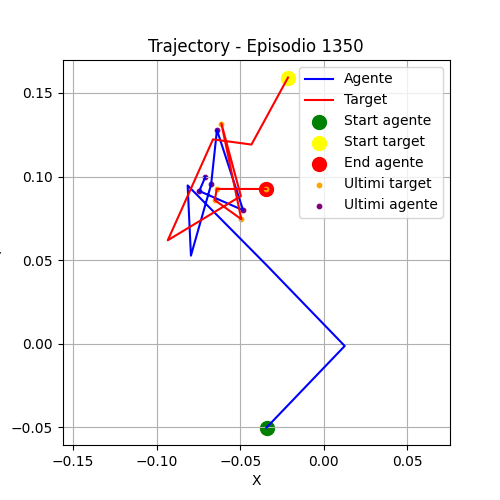 Trajectory - Episodio 1350
Agente
Target
Start agente
Start target
End agente
Ultimi target
Ultimi agente
0.15
0.10
0.05
0.00
−0.05
−0.15
−0.10
−0.05
0.00
0.05
X